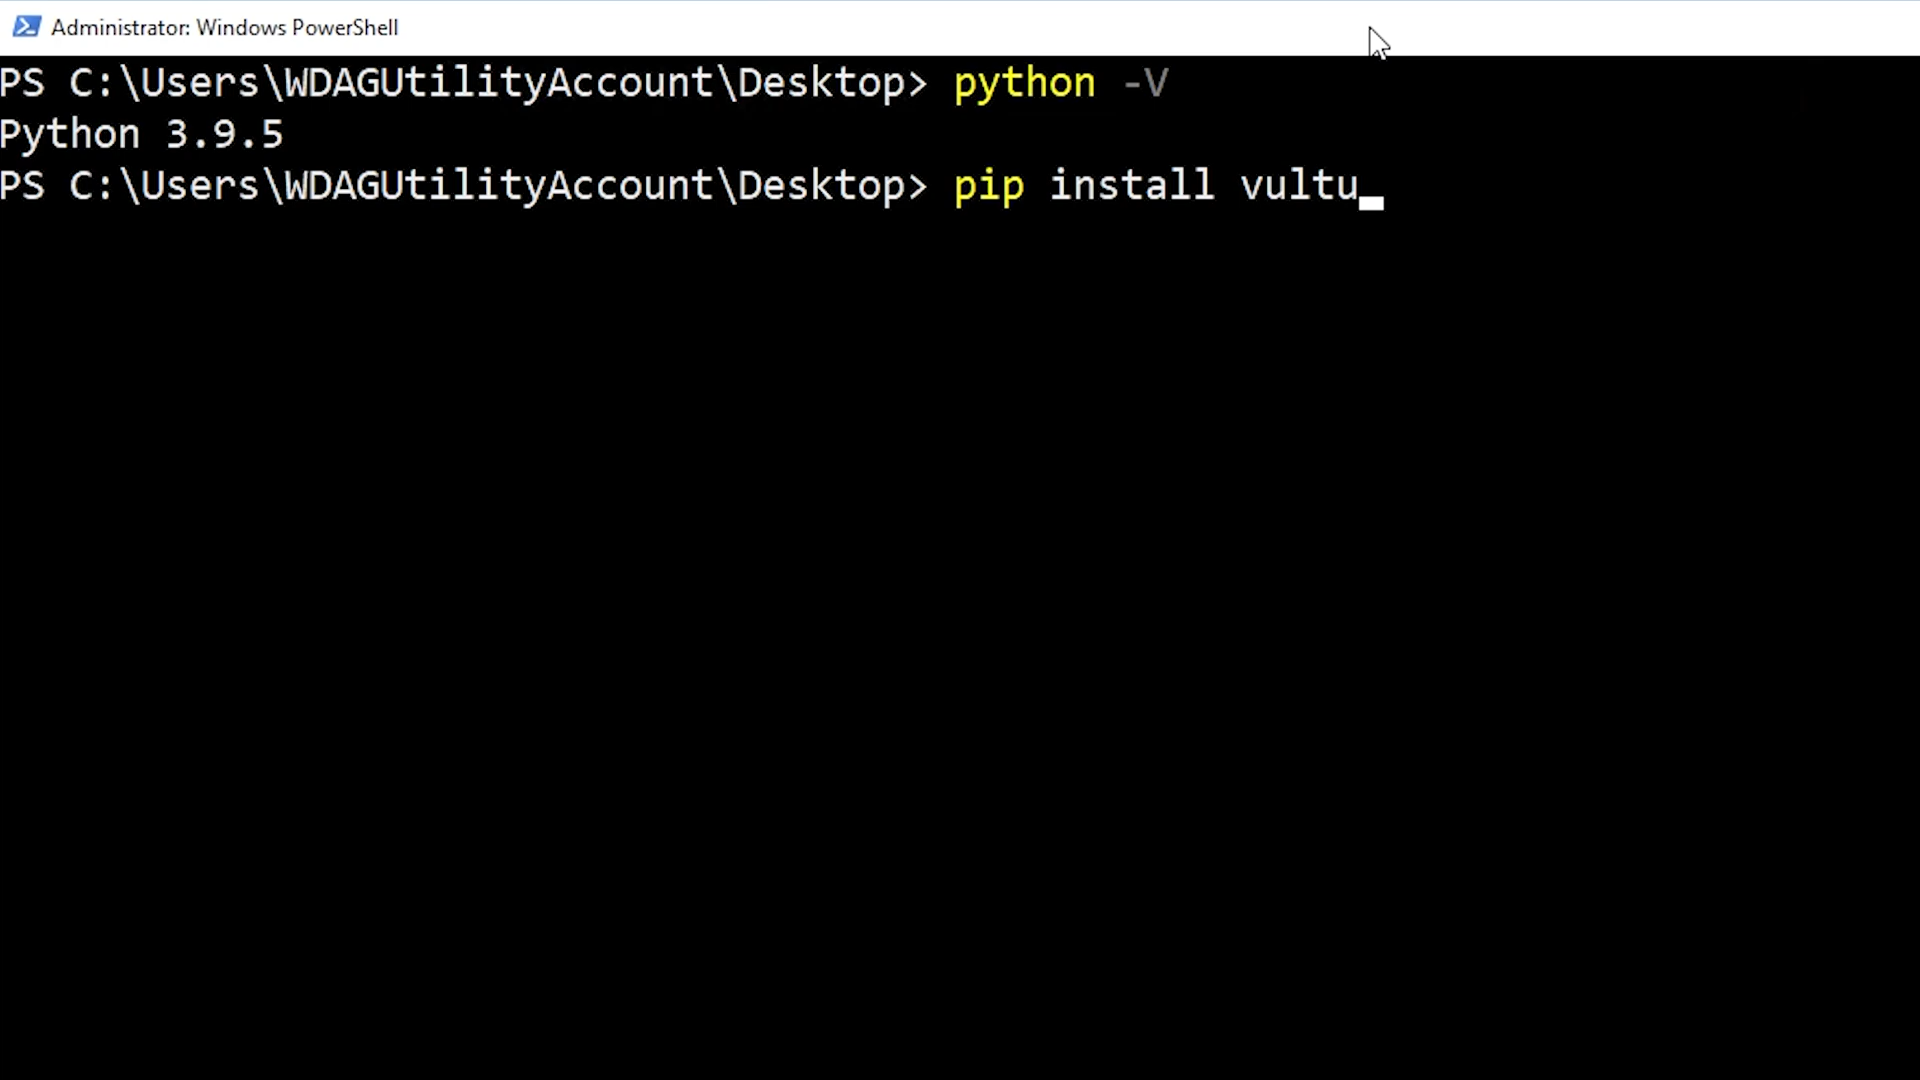 Administrator: Windows PowerShell
PS C:\Users\WDAGUtilityAccount\Desktop> python -V
Python 3.9.5
PS C:\Users\WDAGUtilityAccount\Desktop> pip install vultu